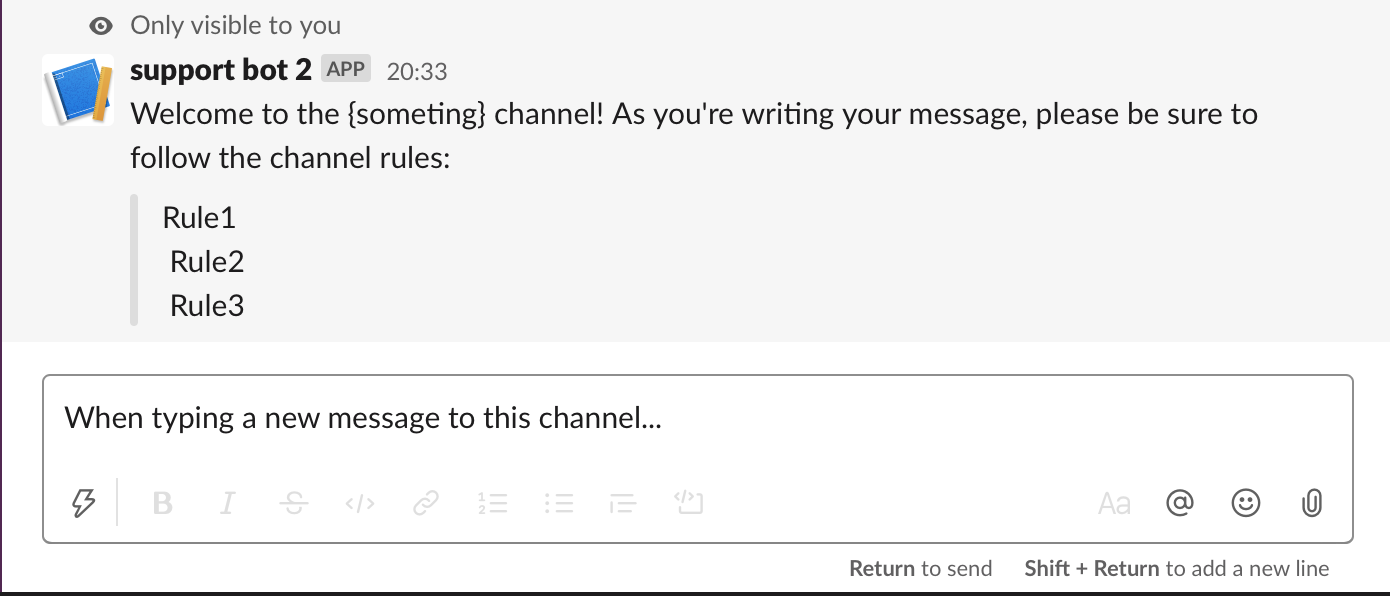 Only visible to you
support bot 2 APP 20:33
Welcome to the {someting} channel! As you're writing your message, please be sure to
follow the channel rules:
Rule1
Rule2
Rule3
When typing a new message to this channel...
B I S </> Aa @
Return to send Shift + Return to add a new line